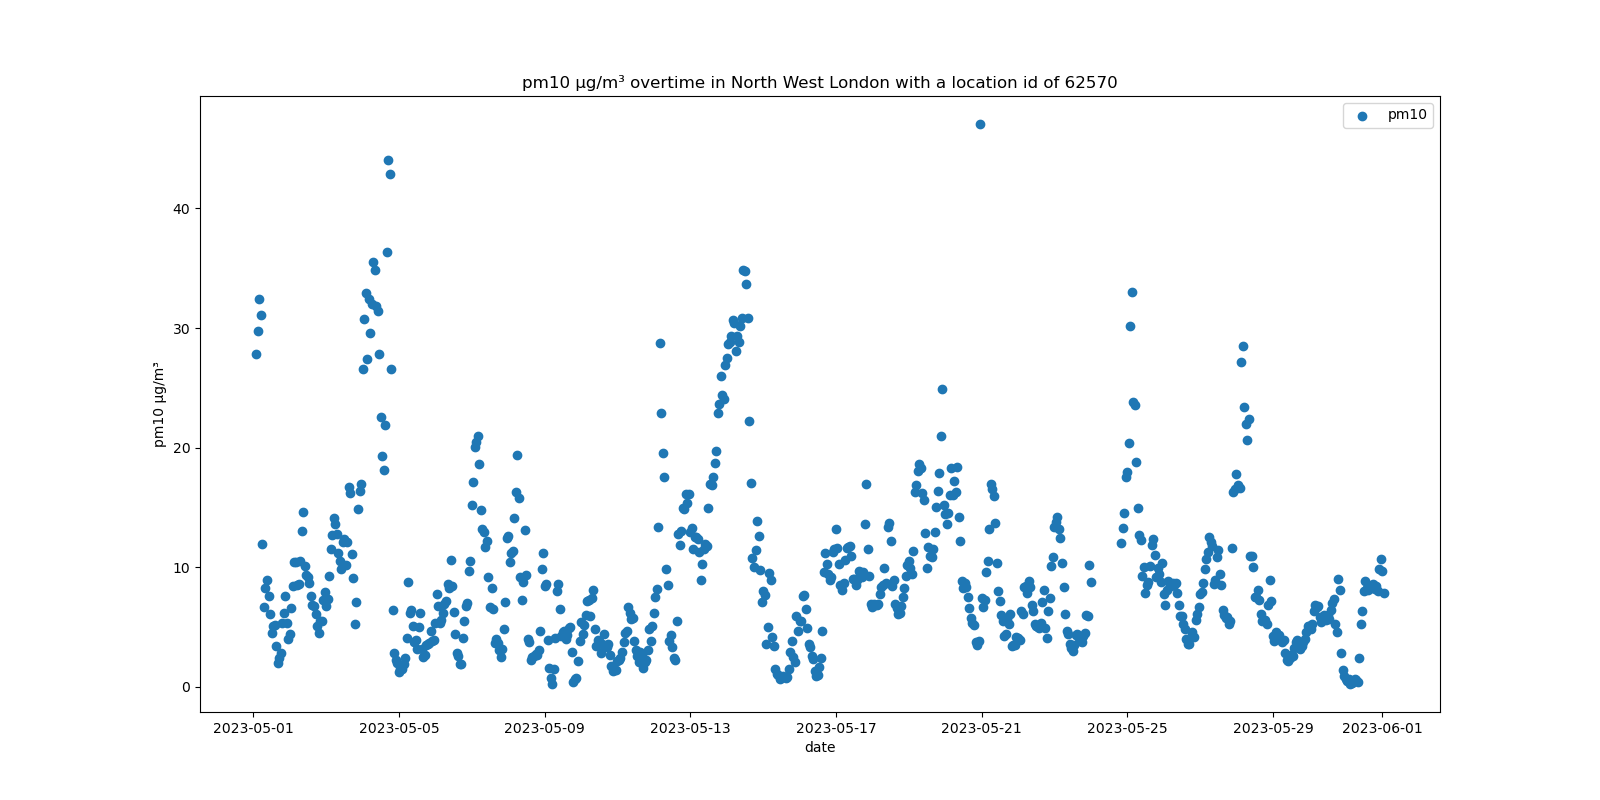 pm10 µg/m³ overtime in North West London with a location id of 62570
pm10
pm10 µg/m³
40
30
20
10
0
2023-05-01 2023-05-05 2023-05-09 2023-05-13 2023-05-17 2023-05-21 2023-05-25 2023-05-29 2023-06-01
date